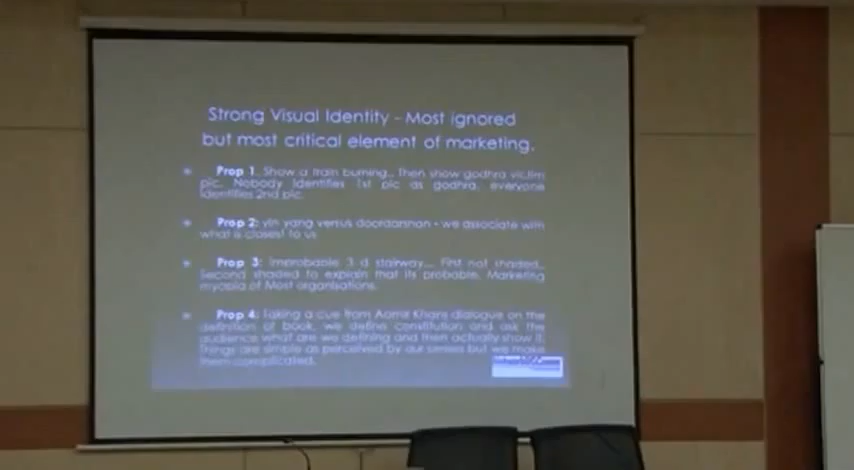 Strong Visual Identity - Most ignored
but most critical element of marketing.
Prop 1. Show a train burning.. Then show godhra victim
pic. Nobody identifies 1st pic as godhra, everyone
identifies 2nd pic.
Prop 2: yin yang versus doordarshan - we associate with
what is closest to us
Prop 3: Improbable 3 d stairway... First not shaded..
Second shaded to explain that its probable. Marketing
myopia of Most organisations.
Prop 4: Taking a cue from Aamir Khans dialogue on the
definition of book, we define constitution and ask the
audience what are we defining and then actually show it.
Things are simple as perceived by our senses but we make
them complicated.